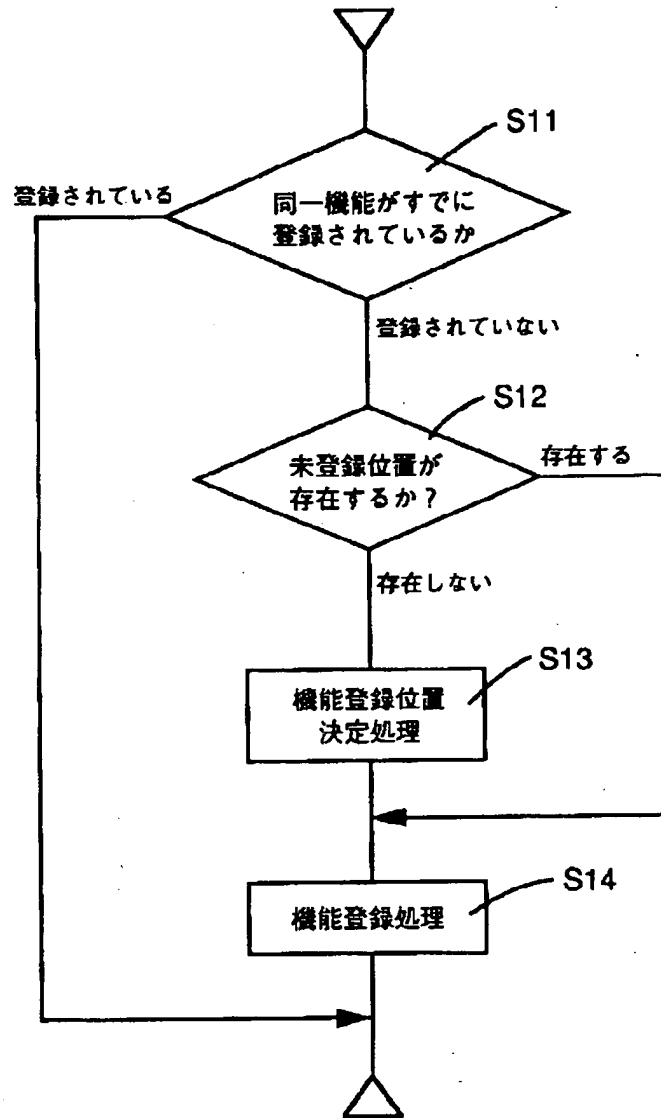 S11
登録されている
同一機能がすでに
登録されているか
登録されていない
S12
未登録位置が
存在するか?
存在する
存在しない
S13
機能登録位置
決定処理
S14
機能登録処理